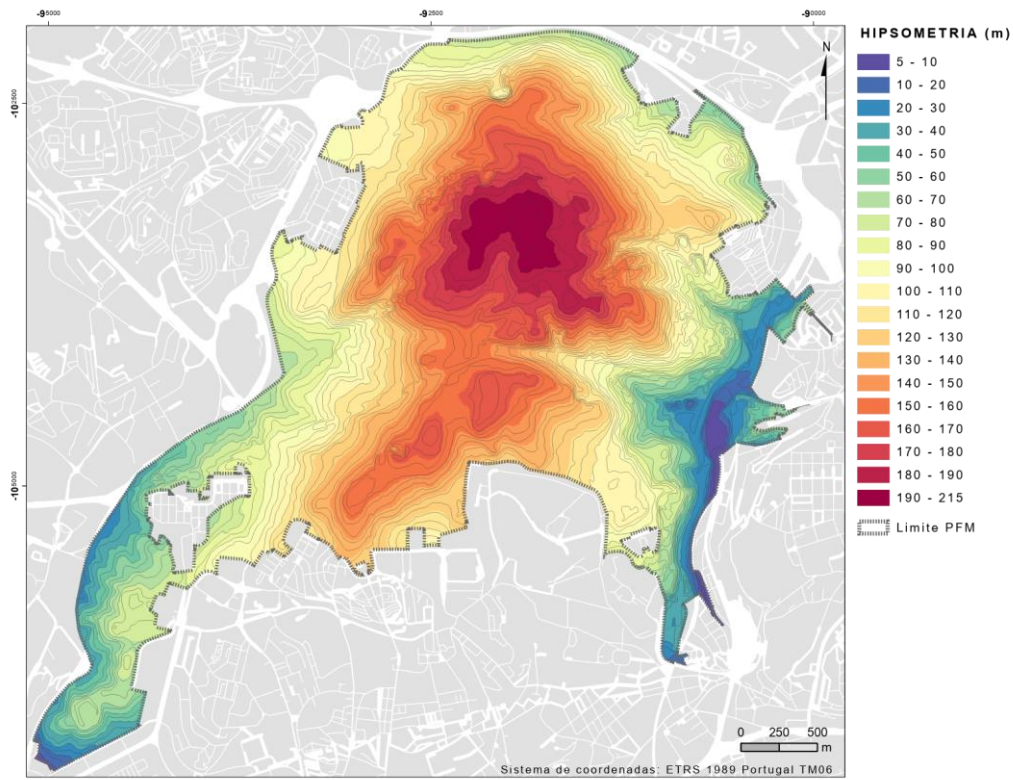 -95000
-92500
-90000
-102500
-105000
N
HIPSOMETRIA (m)
5 - 10
10 - 20
20 - 30
30 - 40
40 - 50
50 - 60
60 - 70
70 - 80
80 - 90
90 - 100
100 - 110
110 - 120
120 - 130
130 - 140
140 - 150
150 - 160
160 - 170
170 - 180
180 - 190
190 - 215
Limite PFM
0 250 500
m
Sistema de coordenadas: ETRS 1989 Portugal TM06